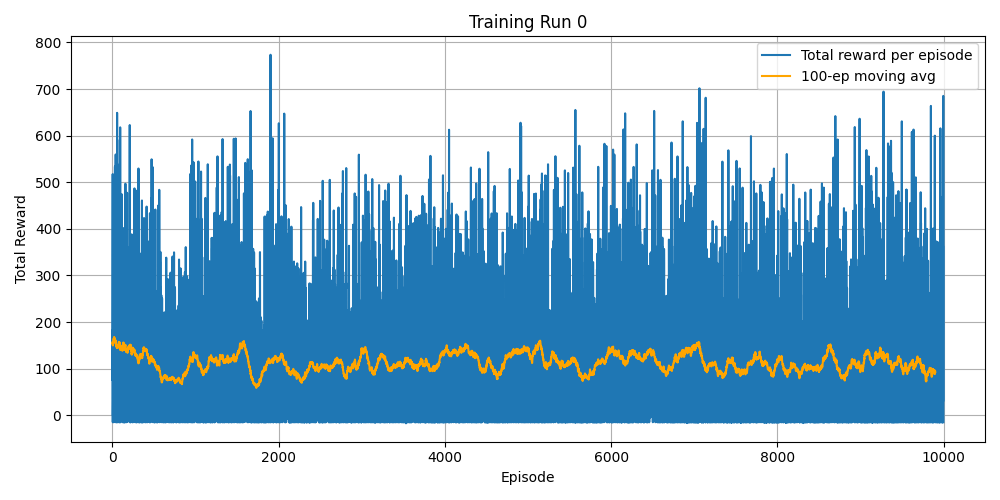 Training Run 0
Total reward per episode
100-ep moving avg
Total Reward
800
700
600
500
400
300
200
100
0
0 2000 4000 6000 8000 10000
Episode